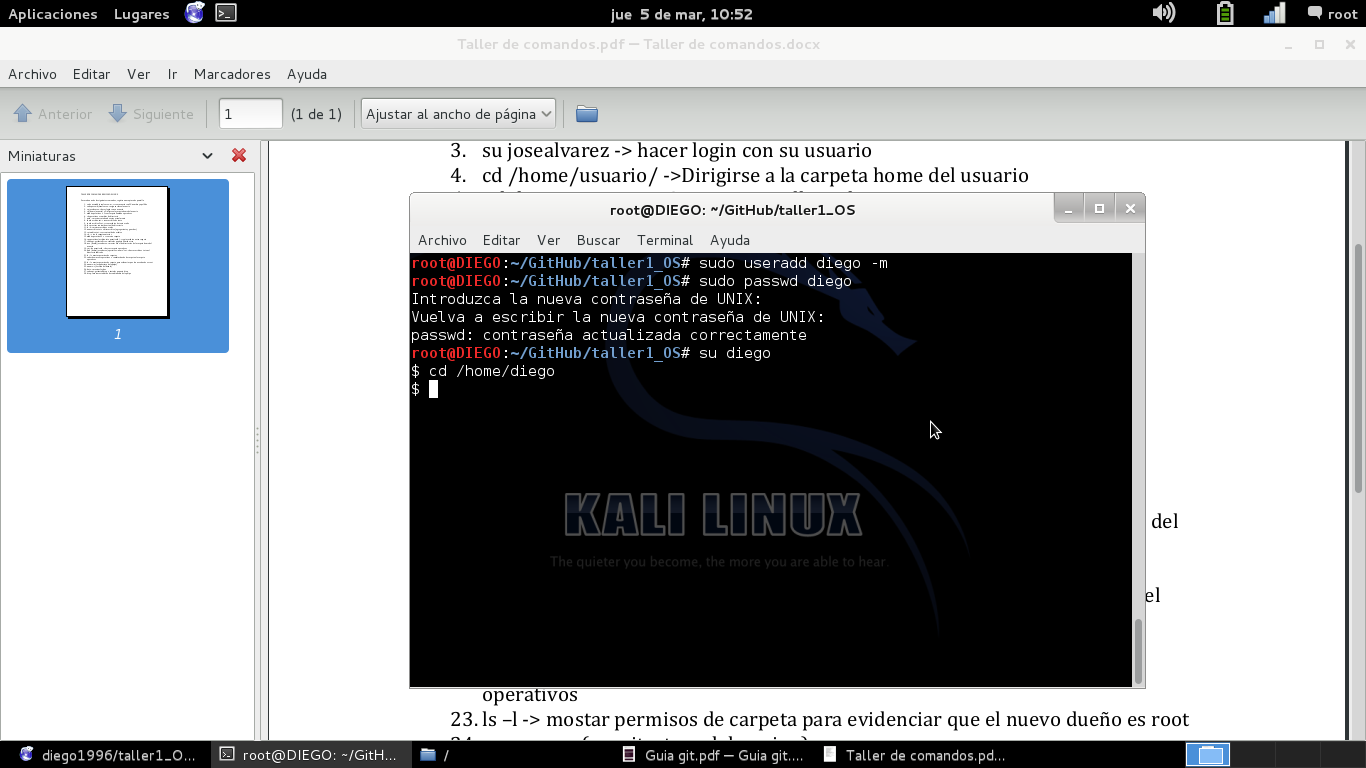 Aplicaciones Lugares jue 5 de mar, 10:52 root
Taller de comandos.pdf — Taller de comandos.docx
Archivo Editar Ver Ir Marcadores Ayuda
Anterior Siguiente 1 (1 de 1) Ajustar al ancho de página
Miniaturas
1
3. su josealvarez -> hacer login con su usuario
4. cd /home/usuario/ ->Dirigirse a la carpeta home del usuario
root@DIEGO: ~/GitHub/taller1_OS
Archivo Editar Ver Buscar Terminal Ayuda
root@DIEGO:~/GitHub/taller1_OS# sudo useradd diego -m
root@DIEGO:~/GitHub/taller1_OS# sudo passwd diego
Introduzca la nueva contraseña de UNIX:
Vuelva a escribir la nueva contraseña de UNIX:
passwd: contraseña actualizada correctamente
root@DIEGO:~/GitHub/taller1_OS# su diego
$ cd /home/diego
$
KALI LINUX
The quieter you become, the more you are able to hear.
del
el
operativos
23. ls –l -> mostar permisos de carpeta para evidenciar que el nuevo dueño es root
diego1996/taller1_O... root@DIEGO: ~/GitH... / Guia git.pdf — Guia git.... Taller de comandos.pd...